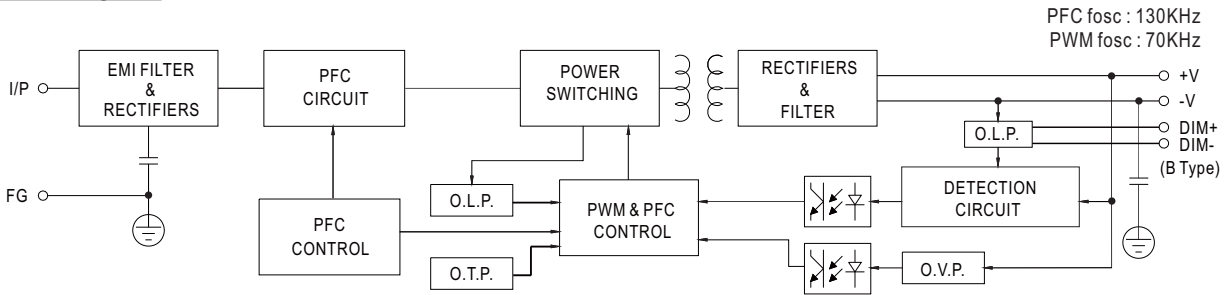 PFC fosc : 130KHz
PWM fosc : 70KHz
I/P
EMI FILTER
&
RECTIFIERS
PFC
CIRCUIT
POWER
SWITCHING
RECTIFIERS
&
FILTER
+V
-V
O.L.P.
DIM+
DIM-
(B Type)
FG
O.L.P.
PFC
CONTROL
PWM & PFC
CONTROL
DETECTION
CIRCUIT
O.T.P.
O.V.P.